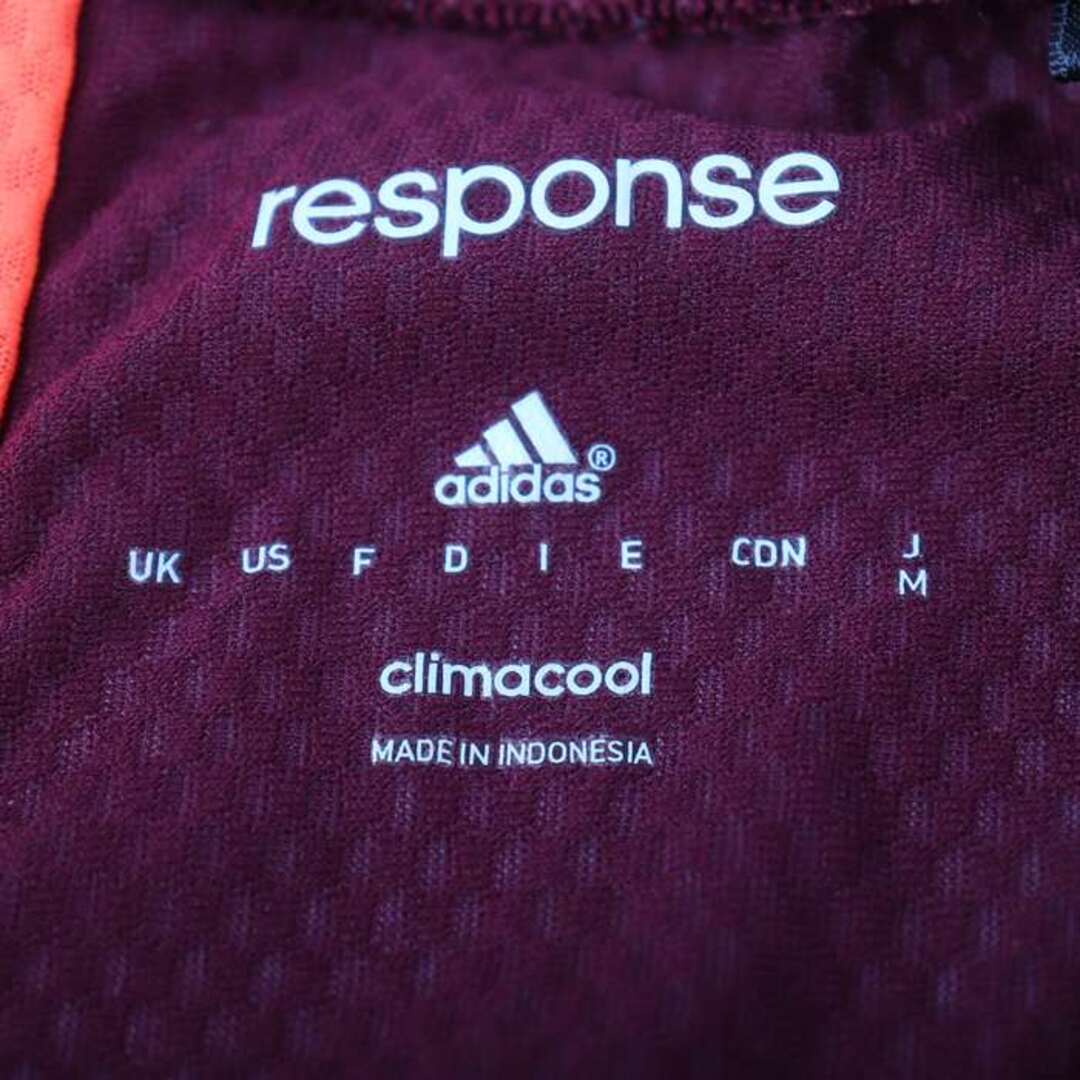 response
adidas®
UK US F D I E CDN J
M
climacool
MADE IN INDONESIA